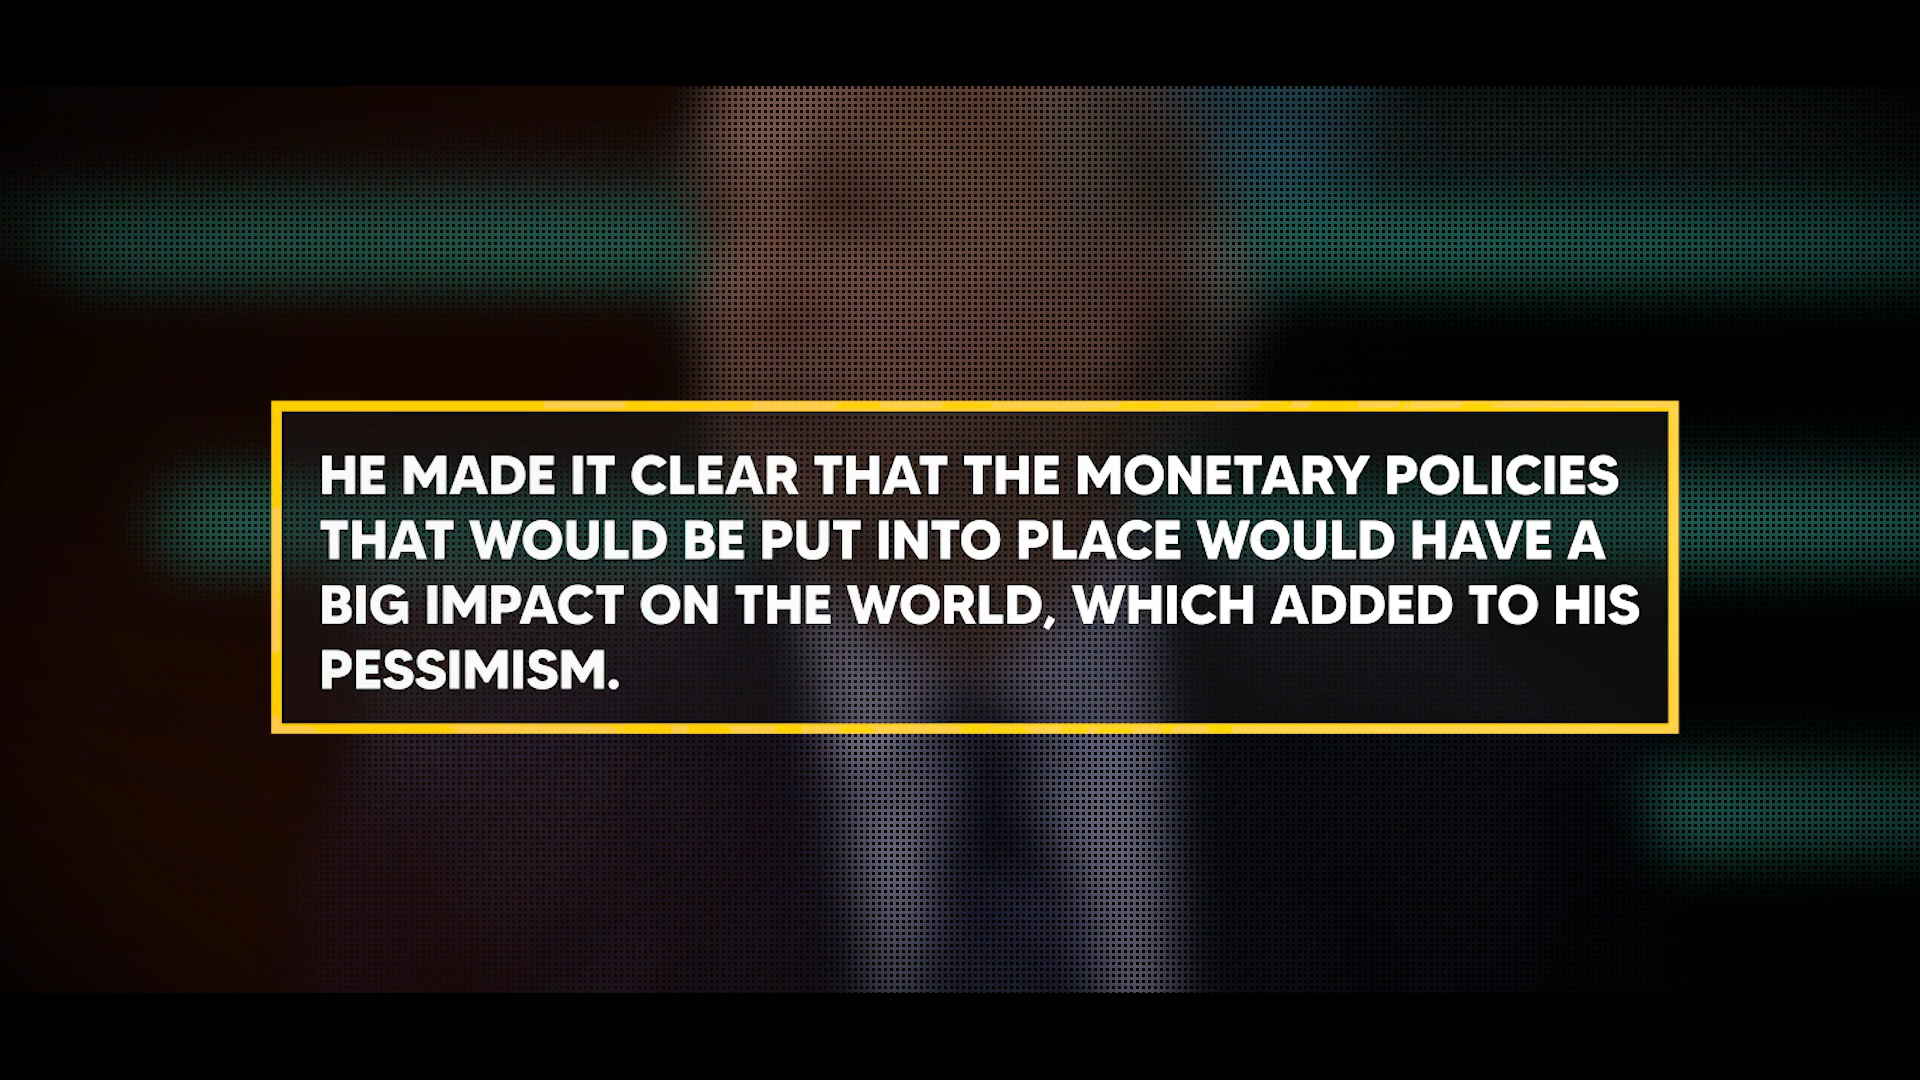 HE MADE IT CLEAR THAT THE MONETARY POLICIES
THAT WOULD BE PUT INTO PLACE WOULD HAVE A
BIG IMPACT ON THE WORLD, WHICH ADDED TO HIS
PESSIMISM.